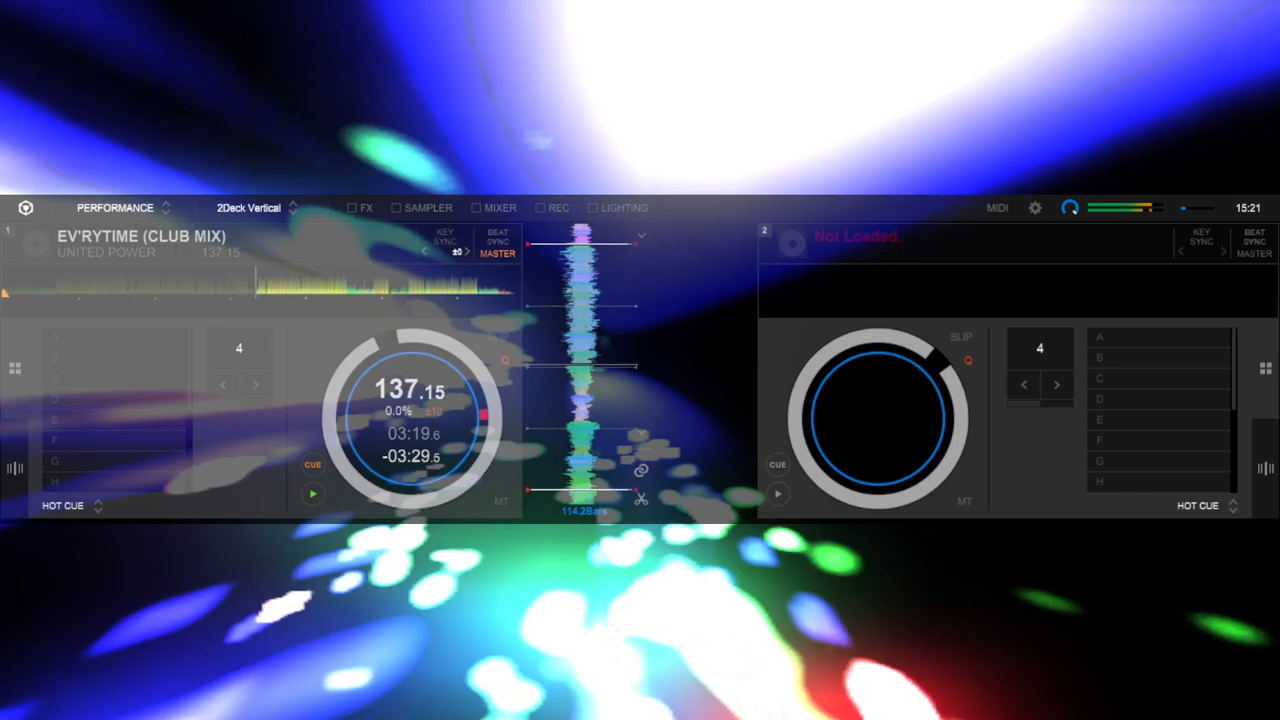 PERFORMANCE 2Deck Vertical FX SAMPLER MIXER REC LIGHTING MIDI 15:21
1 EV'RYTIME (CLUB MIX)
UNITED POWER 137.15
KEY SYNC
±0
BEAT SYNC
MASTER
2 Not Loaded.
KEY SYNC
BEAT SYNC
MASTER
A
B
C
D
E
F
G
H
HOT CUE
4
< >
SLIP
Q
137.15
0.0% ±10
03:19.6
-03:29.5
CUE
MT
114.2Bars
SLIP
Q
CUE
MT
4
< >
A
B
C
D
E
F
G
H
HOT CUE